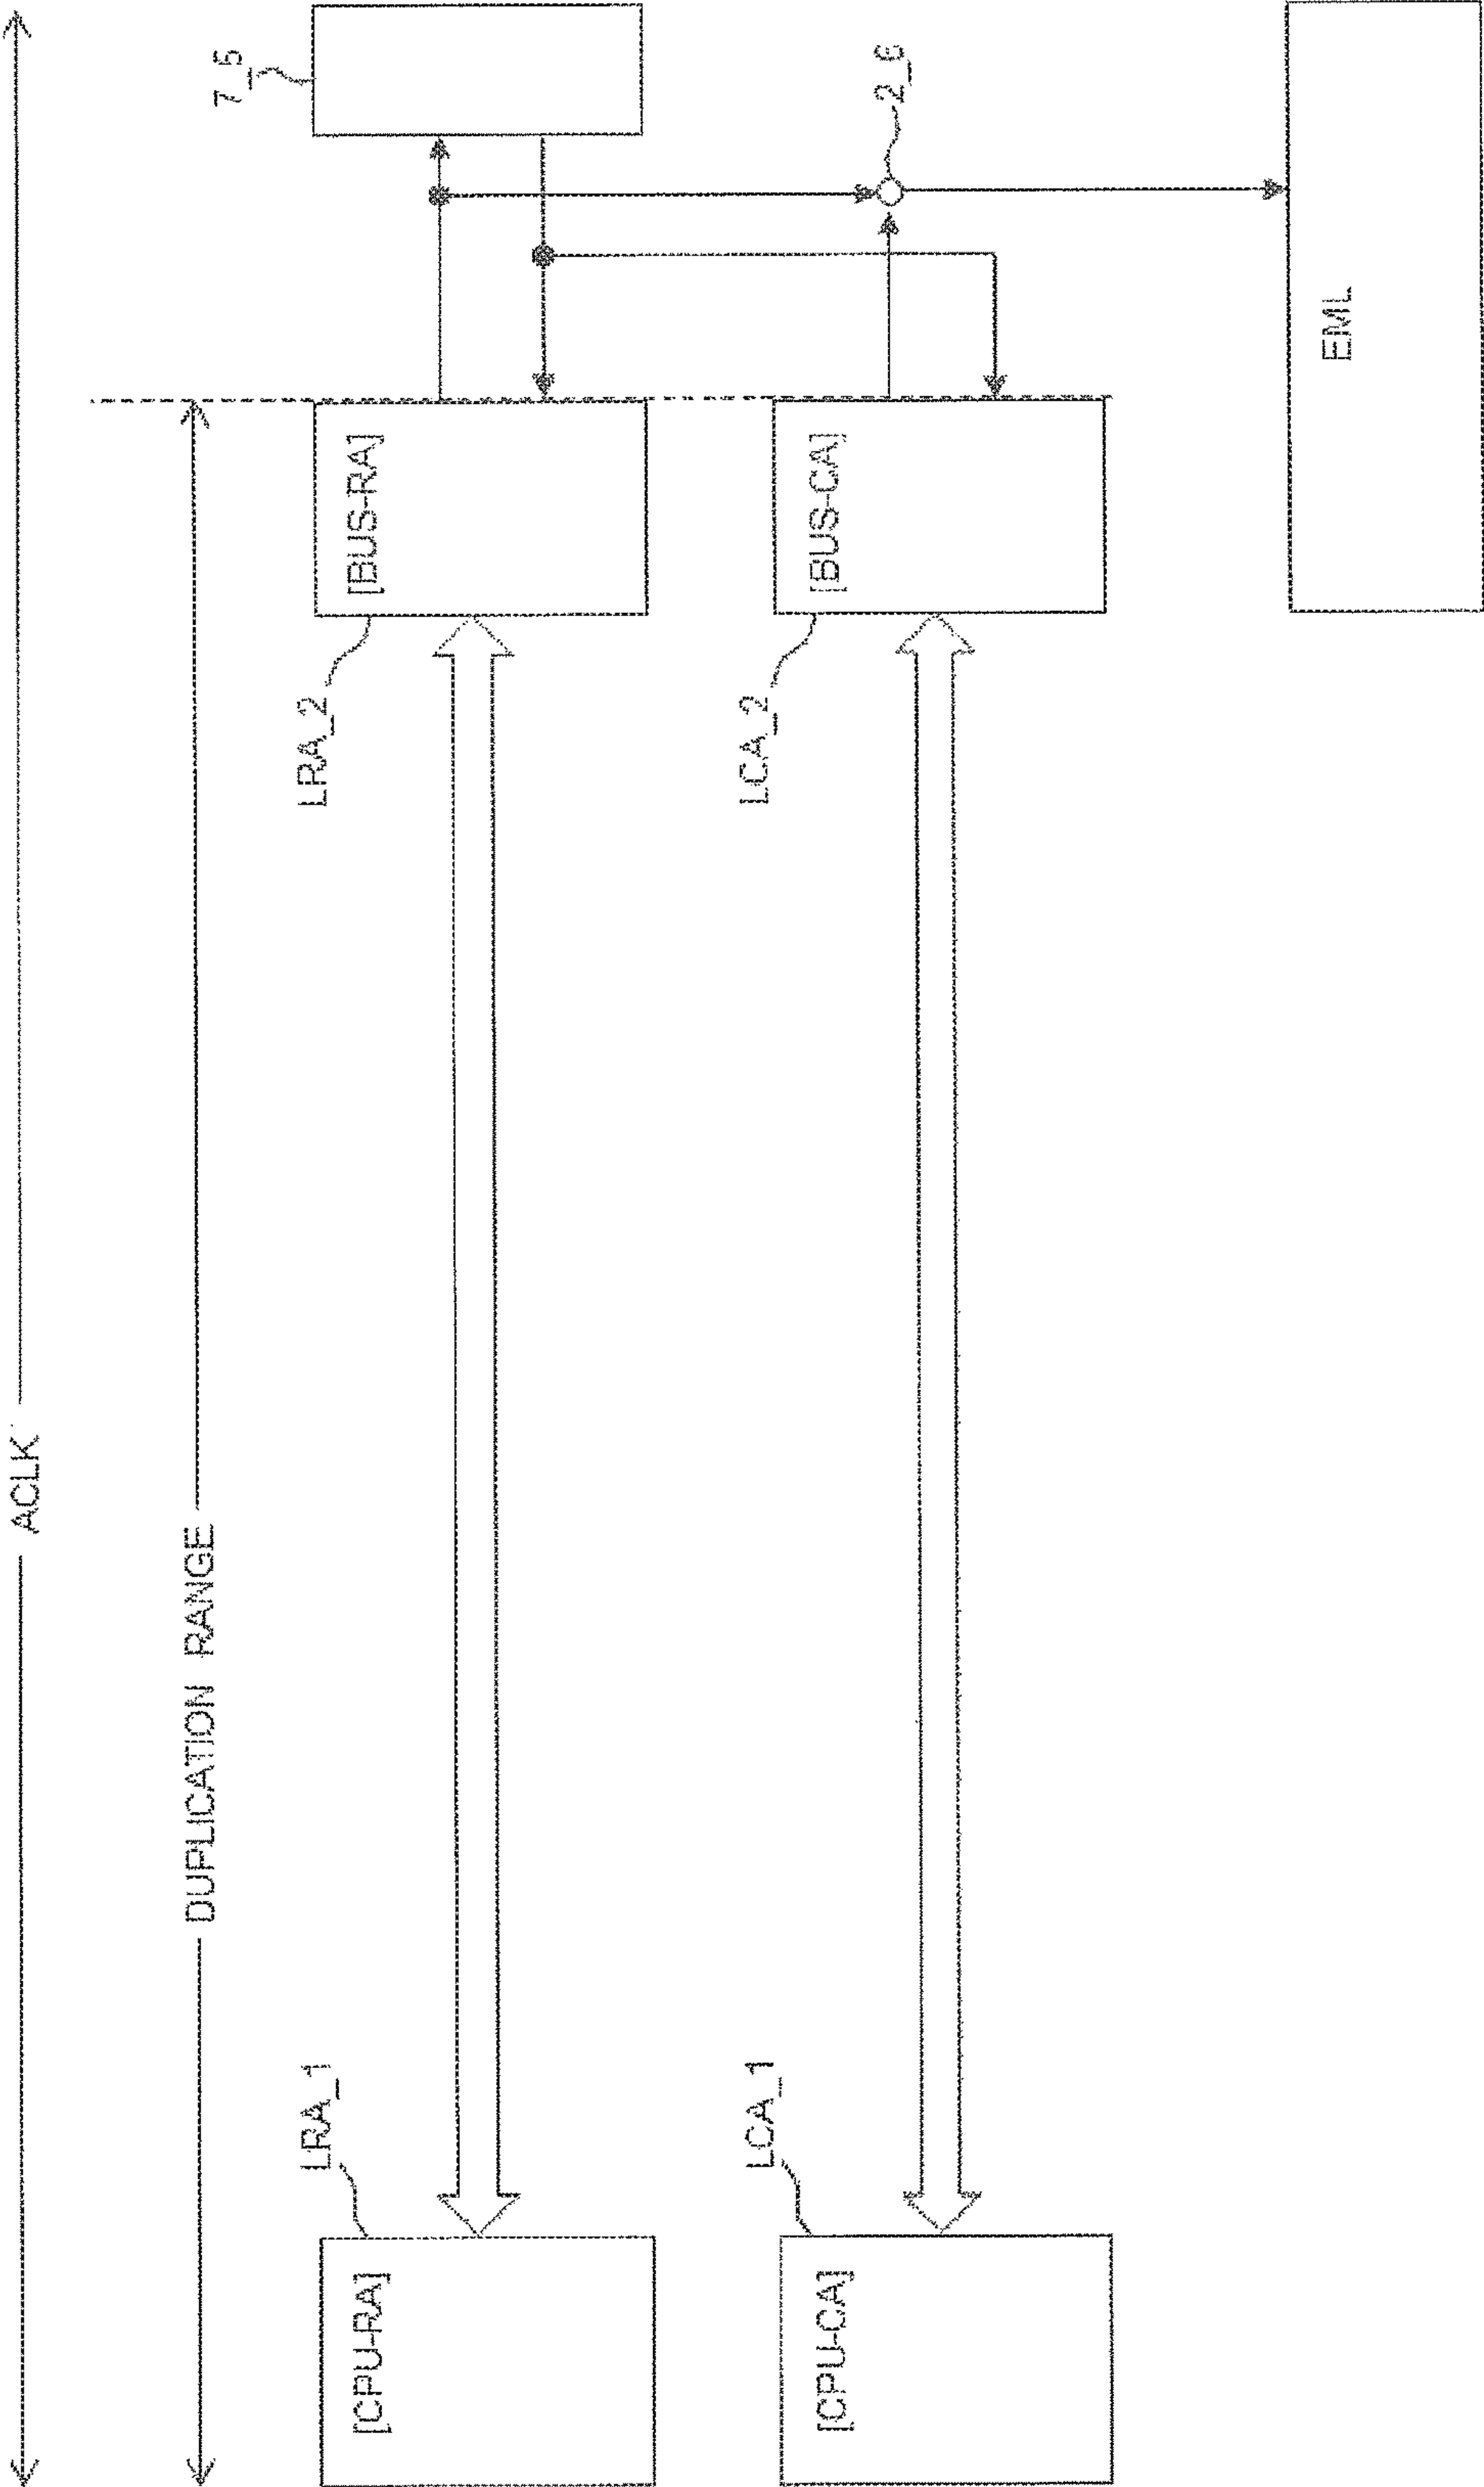 ACLK
DUPLICATION RANGE
LRA_1
LRA_2
7_5
[CPU-RA]
[BUS-RA]
LCA_1
LCA_2
2_6
[CPU-CA]
[BUS-CA]
EML